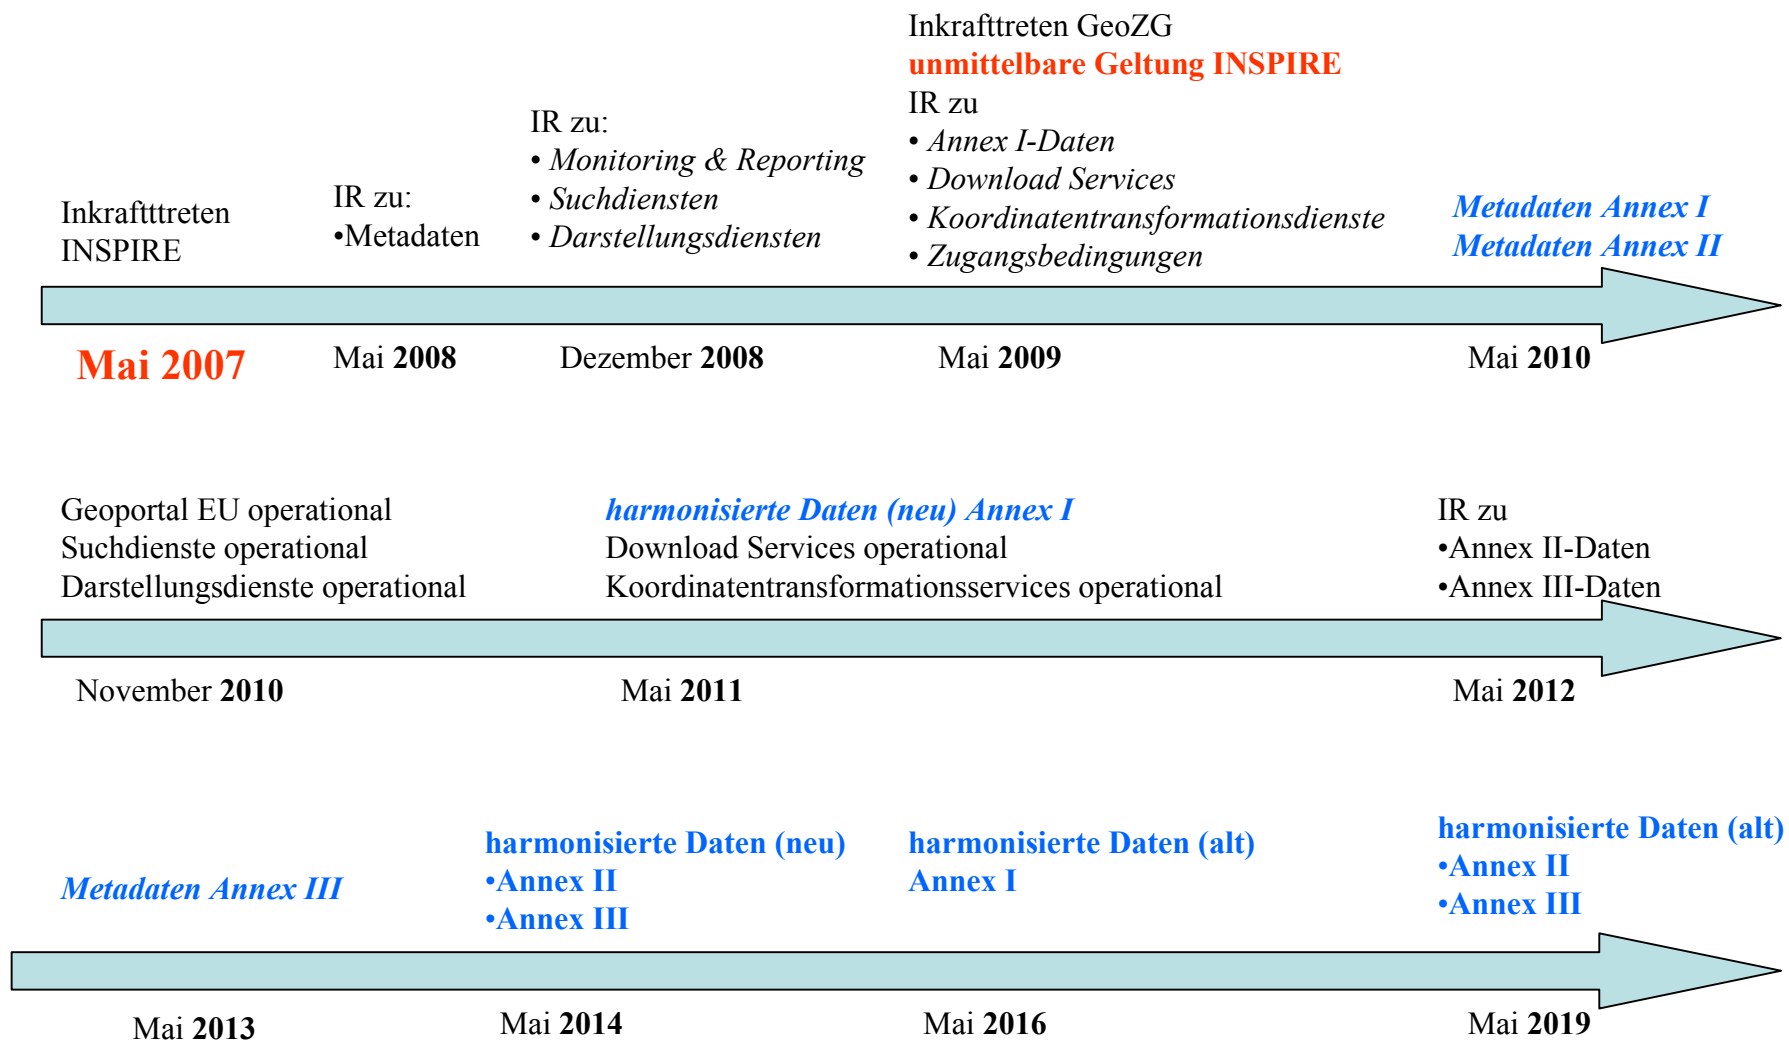 Inkraftttreten
INSPIRE
IR zu:
•Metadaten
IR zu:
• Monitoring & Reporting
• Suchdiensten
• Darstellungsdiensten
Inkrafttreten GeoZG
unmittelbare Geltung INSPIRE
IR zu
• Annex I-Daten
• Download Services
• Koordinatentransformationsdienste
• Zugangsbedingungen
Metadaten Annex I
Metadaten Annex II
Mai 2007
Mai 2008
Dezember 2008
Mai 2009
Mai 2010
Geoportal EU operational
Suchdienste operational
Darstellungsdienste operational
harmonisierte Daten (neu) Annex I
Download Services operational
Koordinatentransformationsservices operational
IR zu
•Annex II-Daten
•Annex III-Daten
November 2010
Mai 2011
Mai 2012
Metadaten Annex III
harmonisierte Daten (neu)
•Annex II
•Annex III
harmonisierte Daten (alt)
Annex I
harmonisierte Daten (alt)
•Annex II
•Annex III
Mai 2013
Mai 2014
Mai 2016
Mai 2019